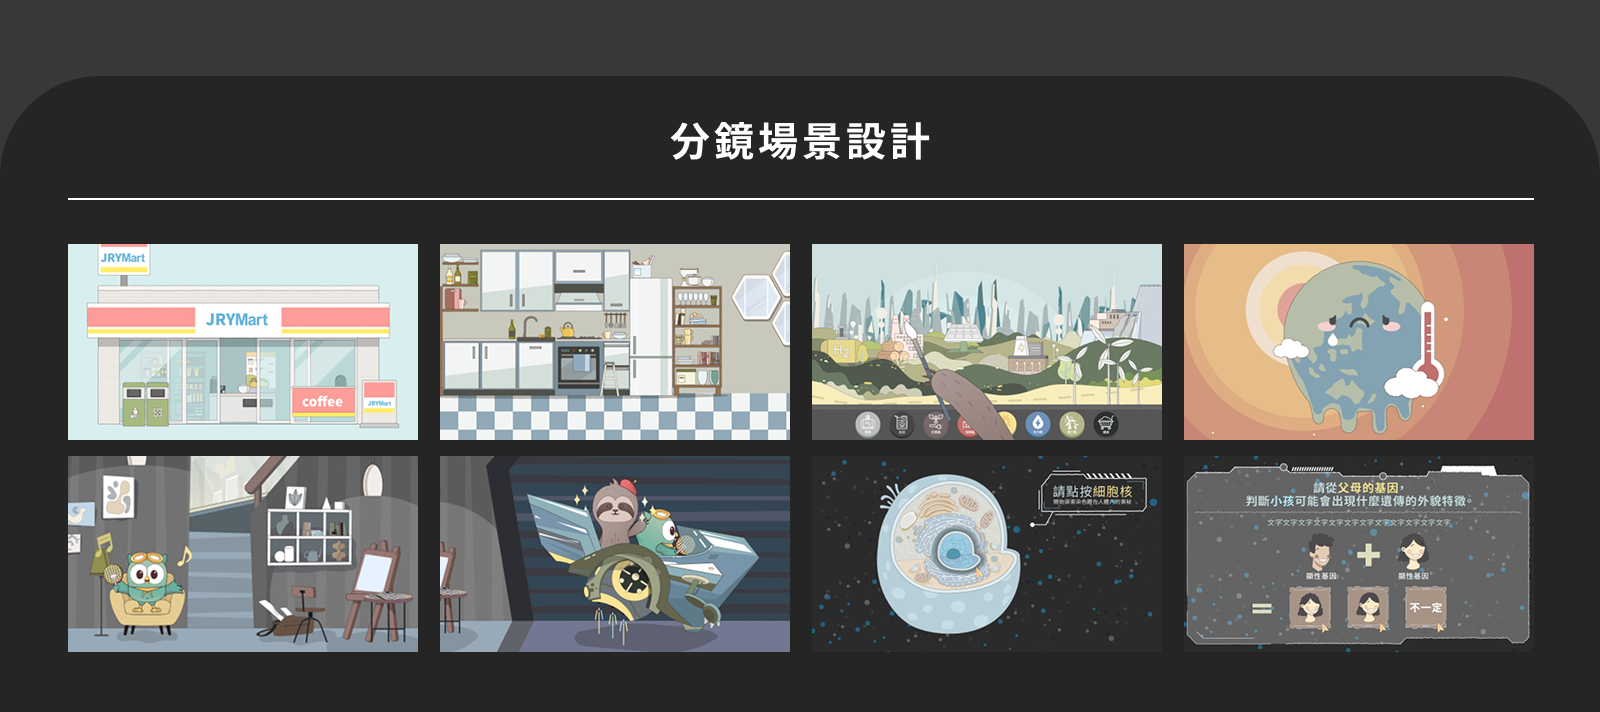 分鏡場景設計
JRYMart
JRYMart
coffee
JRYMart
H2
請點按細胞核
請從父母的基因，
判斷小孩可能會出現什麼遺傳的外貌特徵。
文字文字文字文字文字文字文字文字文字文字
顯性基因
顯性基因
不一定